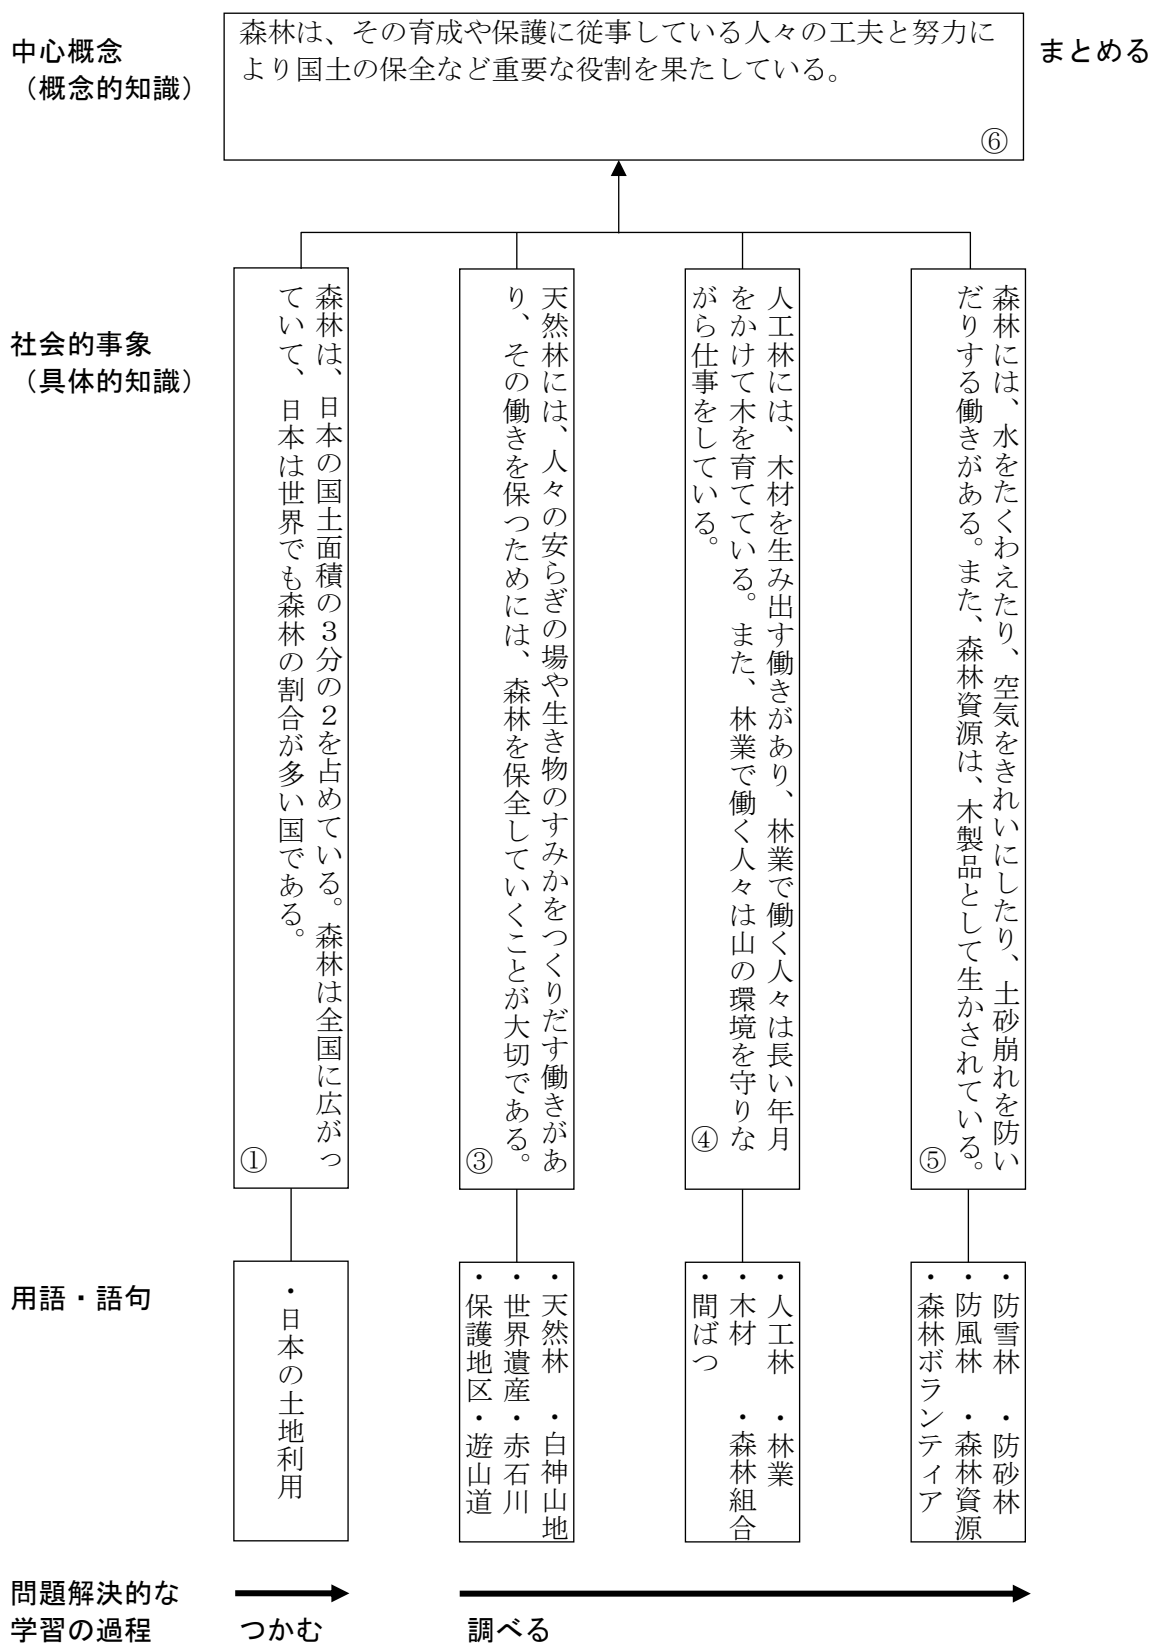 中心概念
（概念的知識）
森林は、その育成や保護に従事している人々の工夫と努力に
より国土の保全など重要な役割を果たしている。
⑥
まとめる
社会的事象
（具体的知識）
森林は、日本の国土面積の３分の２を占めている。森林は全国に広がっ
ていて、日本は世界でも森林の割合が多い国である。
①
天然林には、人々の安らぎの場や生き物のすみかをつくりだす働きがあ
り、その働きを保つためには、森林を保全していくことが大切である。
③
人工林には、木材を生み出す働きがあり、林業で働く人々は長い年月
をかけて木を育てている。また、林業で働く人々は山の環境を守りな
がら仕事をしている。
④
森林には、水をたくわえたり、空気をきれいにしたり、土砂崩れを防い
だりする働きがある。また、森林資源は、木製品として生かされている。
⑤
用語・語句
・日本の土地利用
・天然林　・白神山地
・世界遺産・赤石川
・保護地区・遊山道
・人工林　・林業
・木材　　・森林組合
・間ばつ
・防雪林　・防砂林
・防風林　・森林資源
・森林ボランティア
問題解決的な
学習の過程
つかむ
調べる